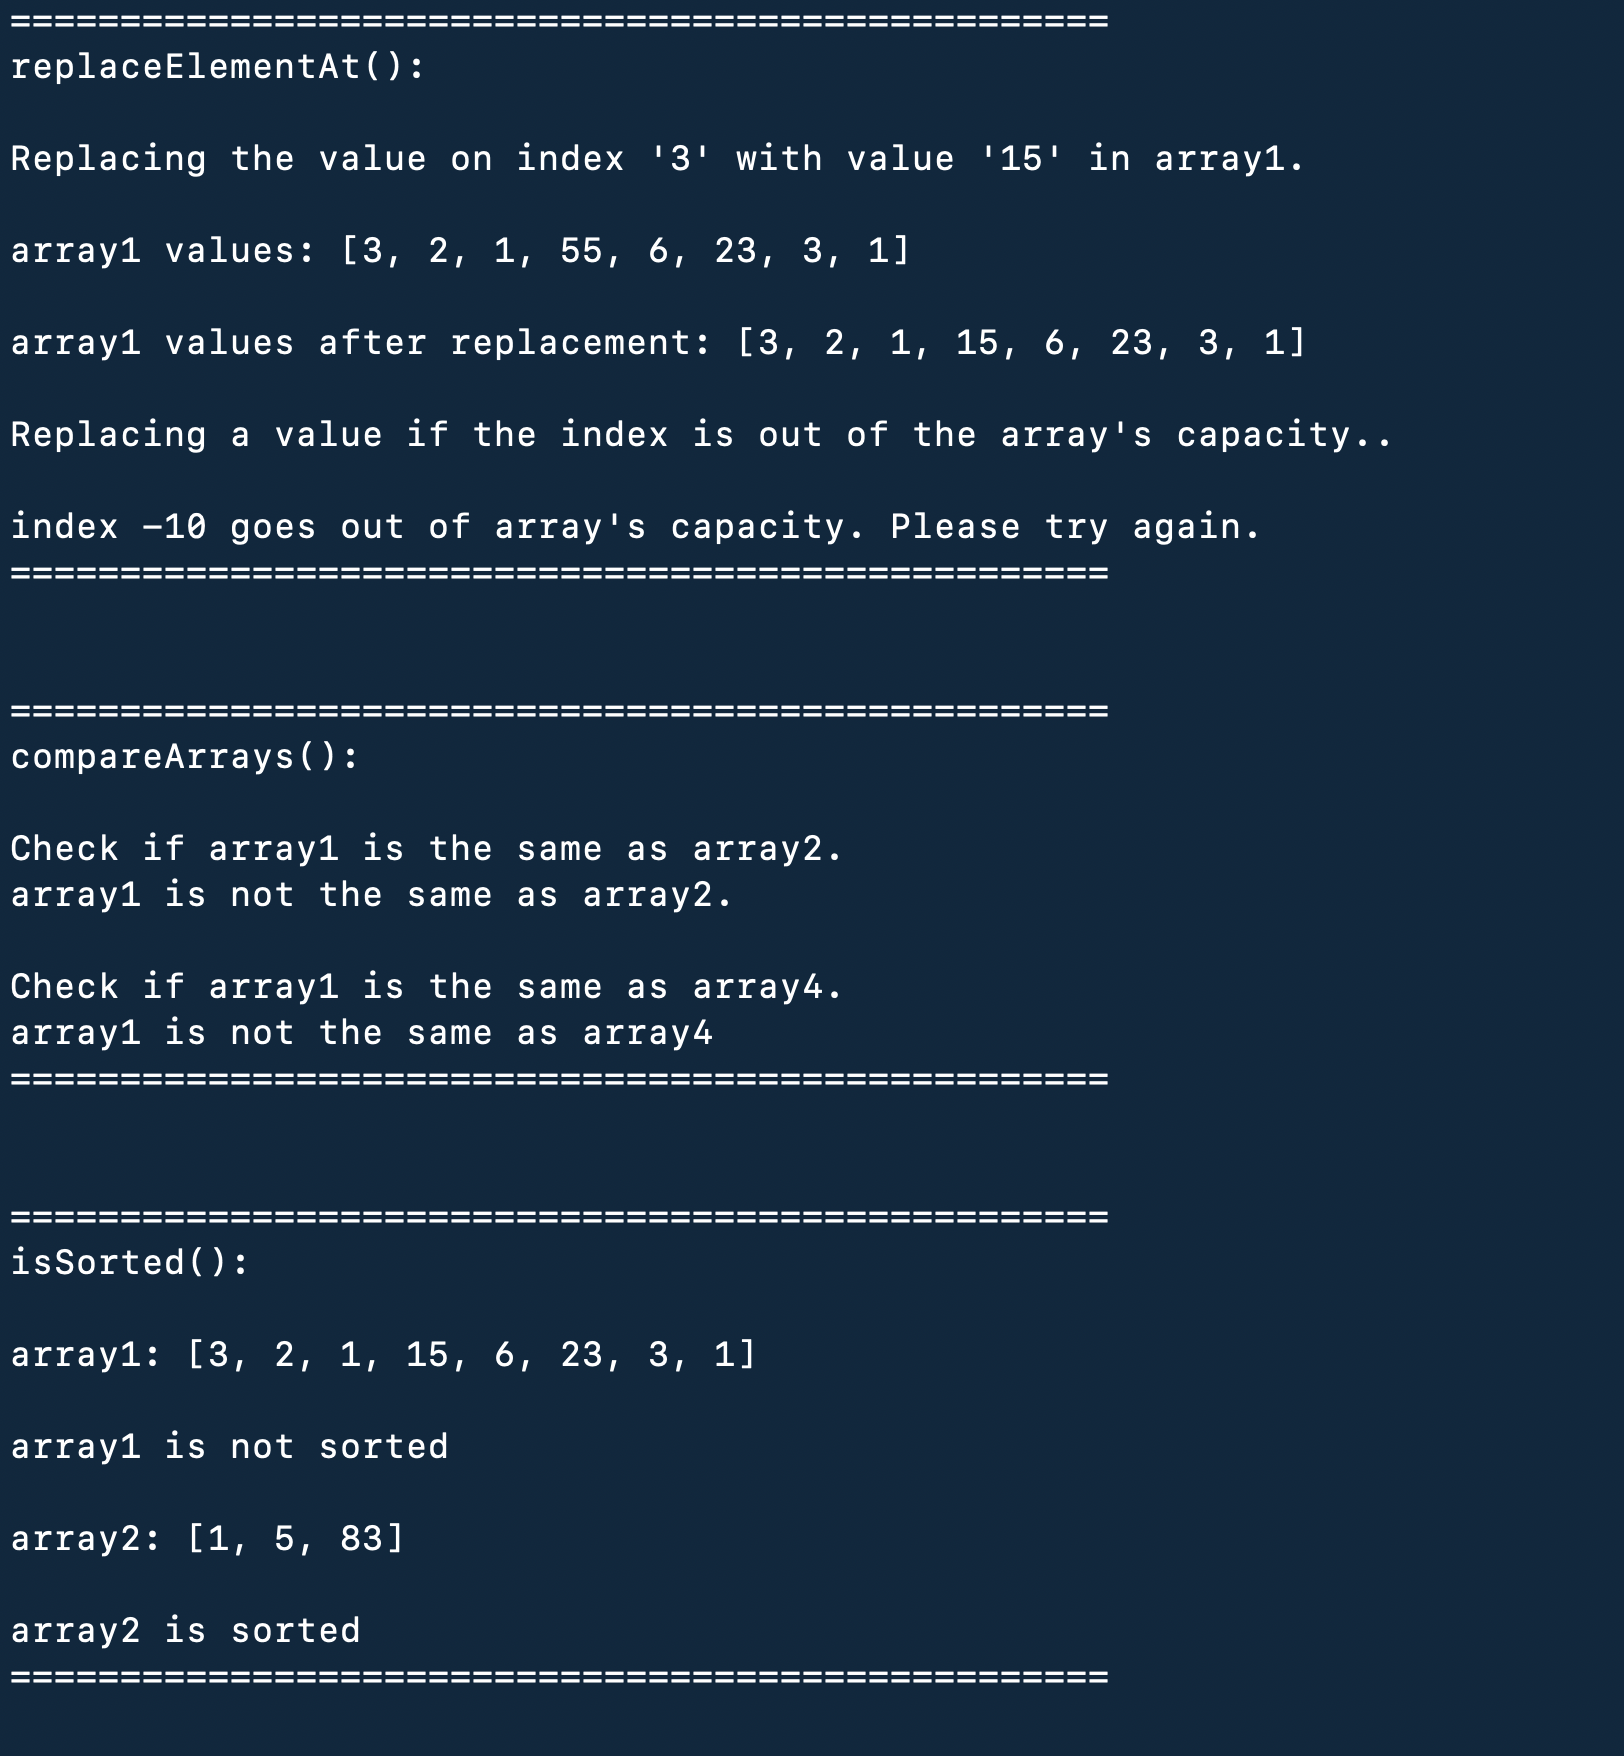 ==================================================
replaceElementAt():
Replacing the value on index '3' with value '15' in array1.
array1 values: [3, 2, 1, 55, 6, 23, 3, 1]
array1 values after replacement: [3, 2, 1, 15, 6, 23, 3, 1]
Replacing a value if the index is out of the array's capacity..
index -10 goes out of array's capacity. Please try again.
==================================================
==================================================
compareArrays():
Check if array1 is the same as array2.
array1 is not the same as array2.
Check if array1 is the same as array4.
array1 is not the same as array4
==================================================
==================================================
isSorted():
array1: [3, 2, 1, 15, 6, 23, 3, 1]
array1 is not sorted
array2: [1, 5, 83]
array2 is sorted
==================================================